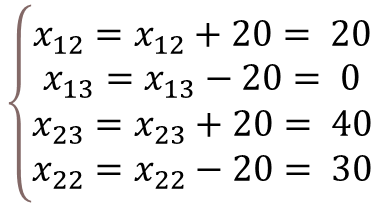 x₁₂ = x₁₂ + 20 = 20
x₁₃ = x₁₃ − 20 = 0
x₂₃ = x₂₃ + 20 = 40
x₂₂ = x₂₂ − 20 = 30